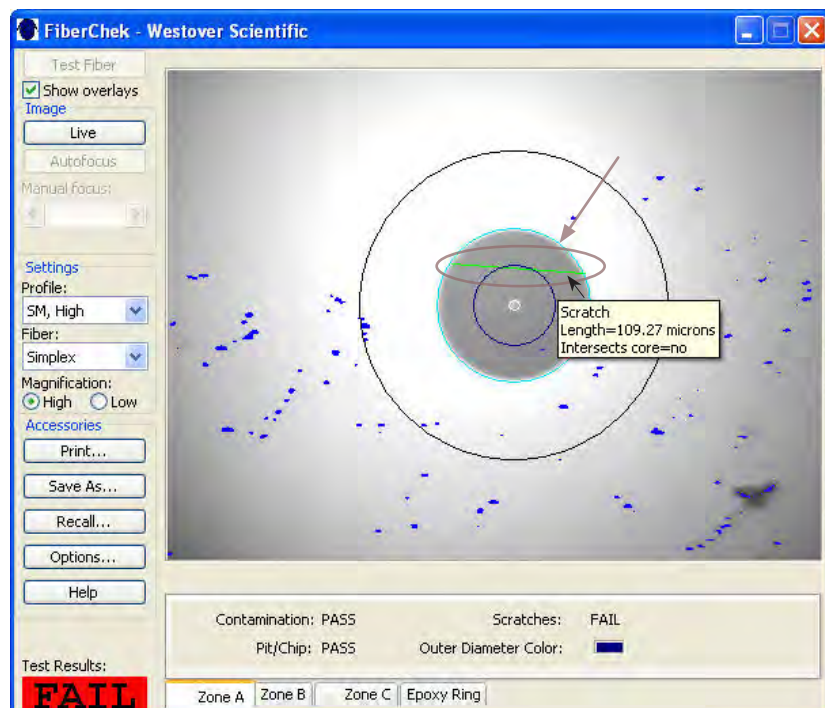 FiberChek - Westover Scientific
Test Fiber
Show overlays
Image
Live
Autofocus
Manual focus:
Settings
Profile:
SM, High
Fiber:
Simplex
Magnification:
High Low
Accessories
Print...
Save As...
Recall...
Options...
Help
Test Results:
FAIL
Scratch
Length=109.27 microns
Intersects core=no
Contamination: PASS Scratches: FAIL
Pit/Chip: PASS Outer Diameter Color:
Zone A Zone B Zone C Epoxy Ring